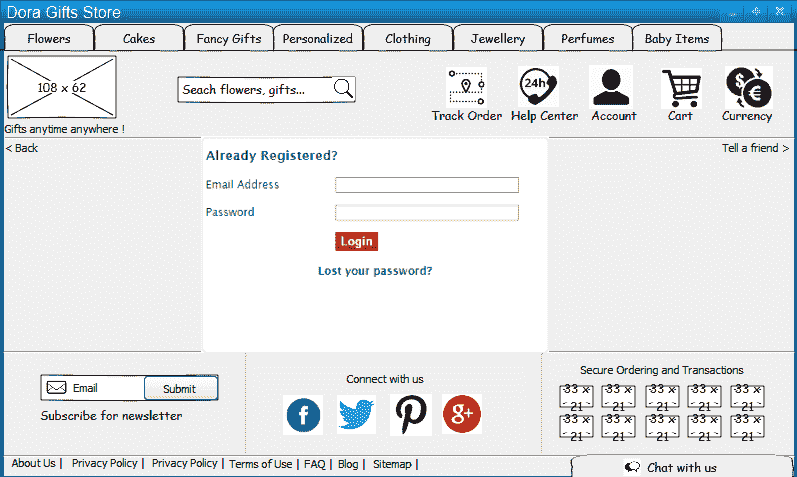 Dora Gifts Store
Flowers Cakes Fancy Gifts Personalized Clothing Jewellery Perfumes Baby Items
108 x 62
Seach flowers, gifts...
24h
$ €
Track Order Help Center Account Cart Currency
Gifts anytime anywhere !
< Back Tell a friend >
Already Registered?
Email Address
Password
Login
Lost your password?
Secure Ordering and Transactions
Connect with us
Email Submit
33 x 21 33 x 21 33 x 21 33 x 21 33 x 21
f P g+
Subscribe for newsletter
33 x 21 33 x 21 33 x 21 33 x 21 33 x 21
About Us | Privacy Policy | Privacy Policy | Terms of Use | FAQ | Blog | Sitemap |
Chat with us